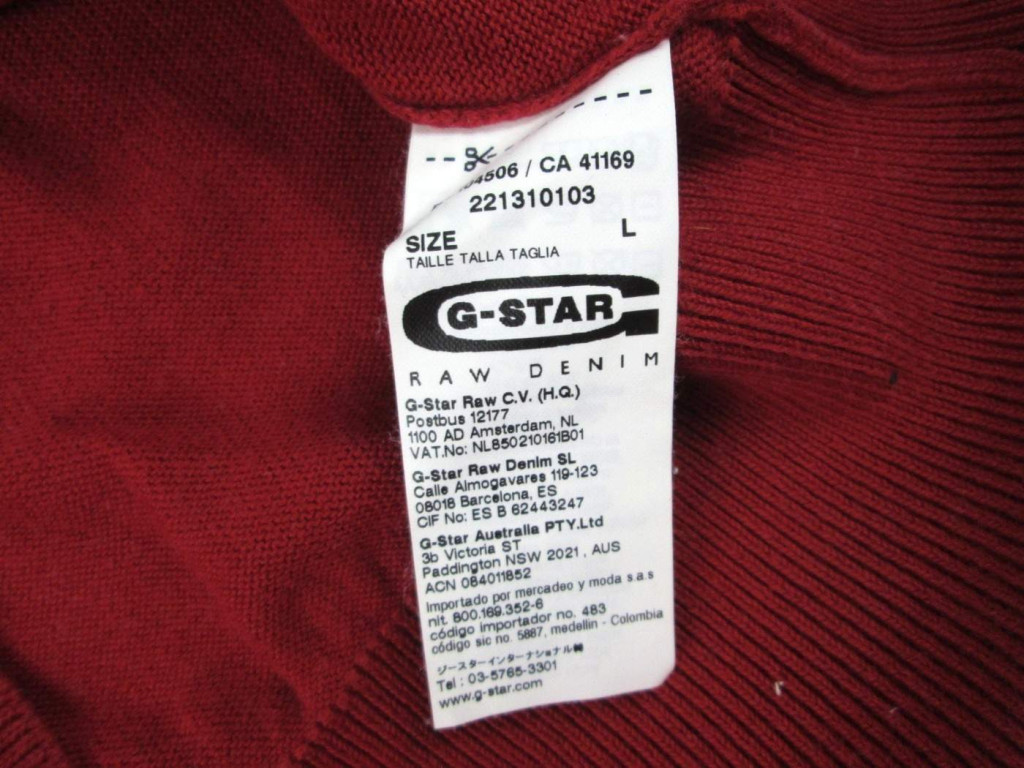 / CA 41169
221310103
SIZE L
TAILLE TALLA TAGLIA
G-STAR
RAW DENIM
G-Star Raw C.V. (H.Q.)
Postbus 12177
1100 AD Amsterdam, NL
VAT.No: NL850210161B01
G-Star Raw Denim SL
Calle Almogavares 119-123
08018 Barcelona, ES
CIF No: ES B 62443247
G-Star Australia PTY.Ltd
3b Victoria ST
Paddington NSW 2021, AUS
ACN 084011852
Importado por mercadeo y moda s.a.s
nit. 800.169.352-6
código importador no. 483
código sic no. 5887, medellin - Colombia
ジースターインターナショナル㈱
Tel : 03-5765-3301
www.g-star.com